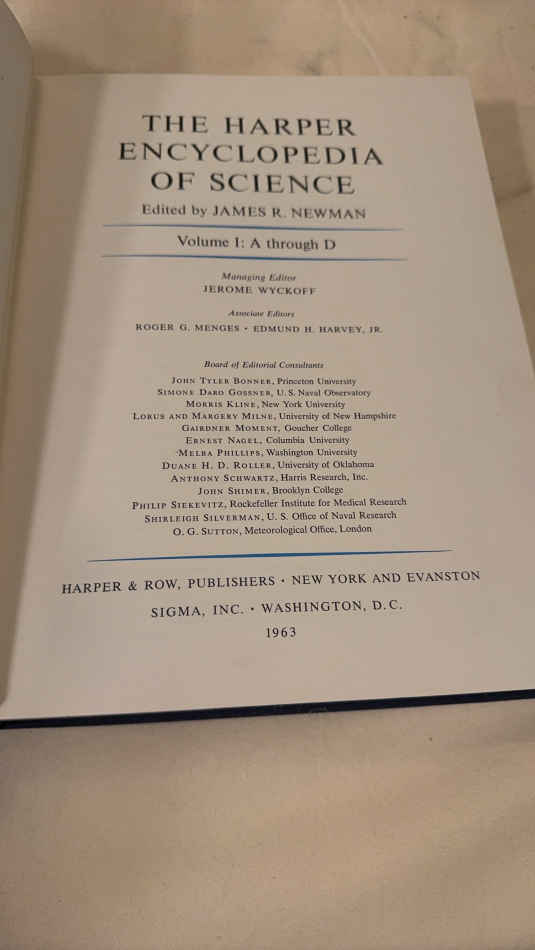 THE HARPER
ENCYCLOPEDIA
OF SCIENCE
Edited by JAMES R. NEWMAN
Volume I: A through D
Managing Editor
JEROME WYCKOFF
Associate Editors
ROGER G. MENGES • EDMUND H. HARVEY, JR.
Board of Editorial Consultants
JOHN TYLER BONNER, Princeton University
SIMONE DARO GOSSNER, U. S. Naval Observatory
MORRIS KLINE, New York University
LORUS AND MARGERY MILNE, University of New Hampshire
GAIRDNER MOMENT, Goucher College
ERNEST NAGEL, Columbia University
MELBA PHILLIPS, Washington University
DUANE H. D. ROLLER, University of Oklahoma
ANTHONY SCHWARTZ, Harris Research, Inc.
JOHN SHIMER, Brooklyn College
PHILIP SIEKEVITZ, Rockefeller Institute for Medical Research
SHIRLEIGH SILVERMAN, U. S. Office of Naval Research
O. G. SUTTON, Meteorological Office, London
HARPER & ROW, PUBLISHERS • NEW YORK AND EVANSTON
SIGMA, INC. • WASHINGTON, D. C.
1963